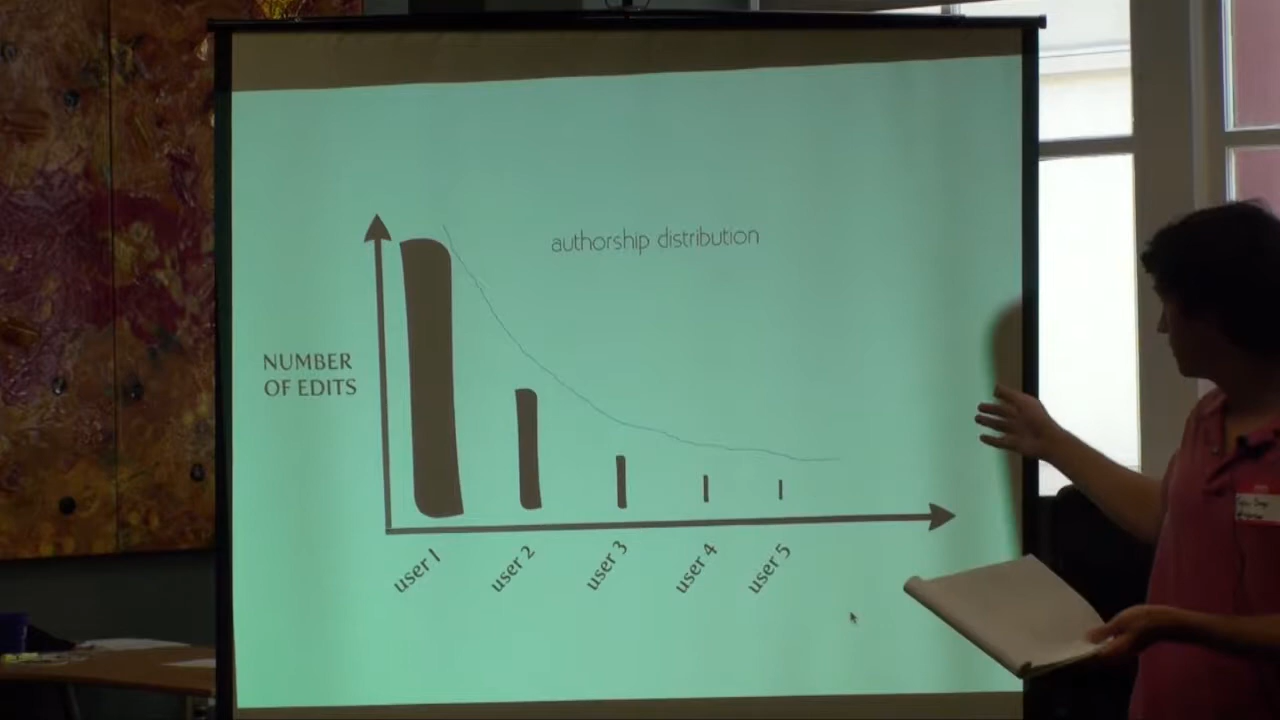 authorship distribution
NUMBER
OF EDITS
user 1
user 2
user 3
user 4
user 5